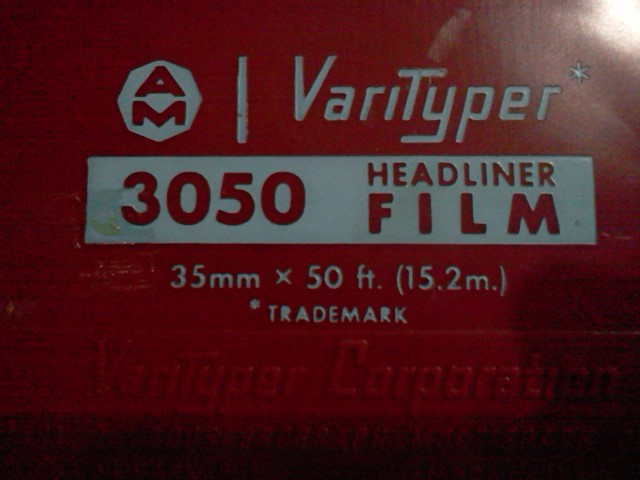 AM | VariTyper*
3050 HEADLINER FILM
35mm × 50 ft. (15.2m.)
* TRADEMARK
VariTyper Corporation